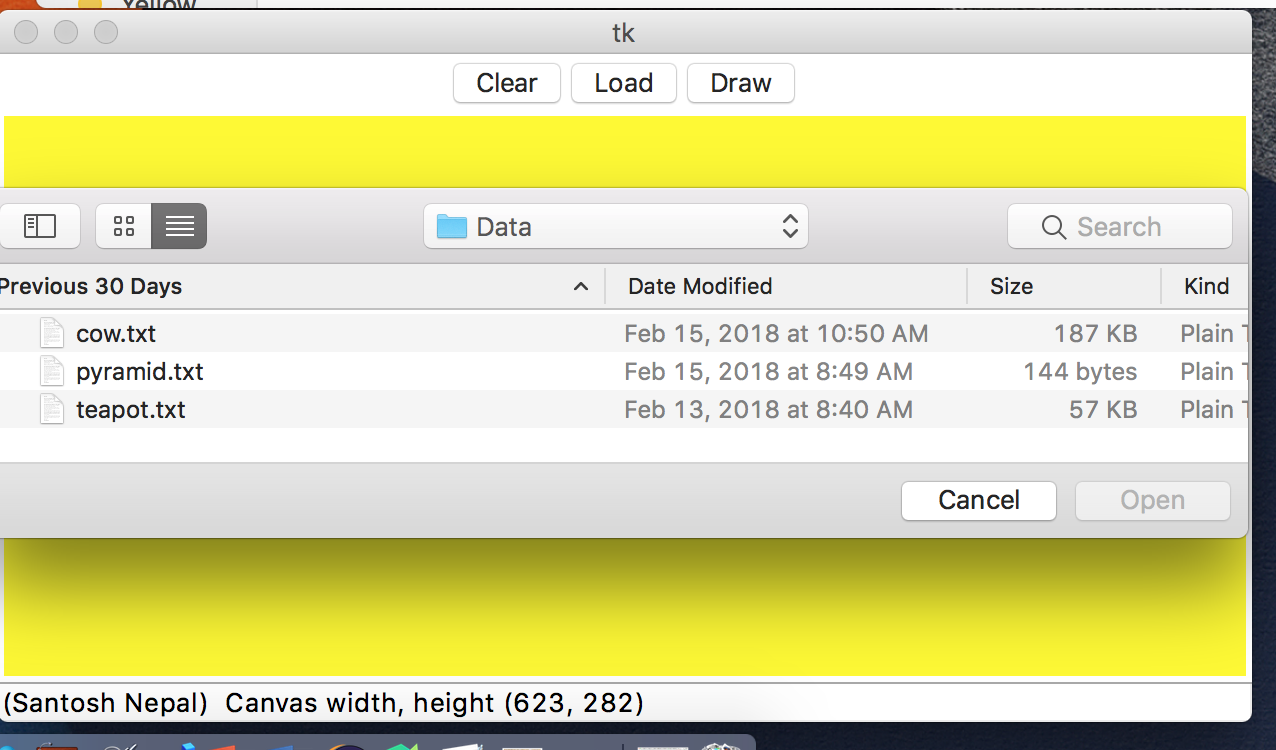 Yellow
tk
Clear Load Draw
Data Search
Previous 30 Days Date Modified Size Kind
cow.txt Feb 15, 2018 at 10:50 AM 187 KB Plain
pyramid.txt Feb 15, 2018 at 8:49 AM 144 bytes Plain
teapot.txt Feb 13, 2018 at 8:40 AM 57 KB Plain
Cancel Open
(Santosh Nepal) Canvas width, height (623, 282)